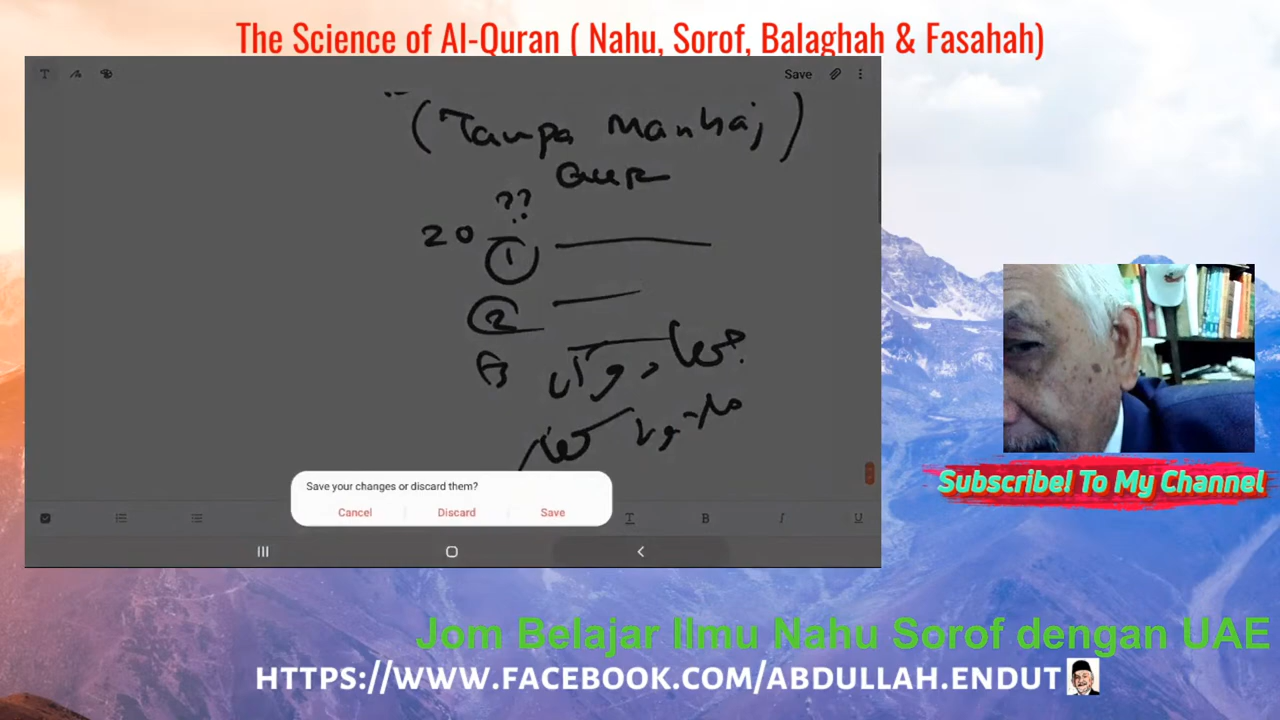 The Science of Al-Quran ( Nahu, Sorof, Balaghah & Fasahah)
Save
(Tanpa Manhaj)
??
20 1
2
Save your changes or discard them?
Cancel Discard Save
T B I U
Subscribe! To My Channel
Jom Belajar Ilmu Nahu Sorof dengan UAE
HTTPS://WWW.FACEBOOK.COM/ABDULLAH.ENDUT